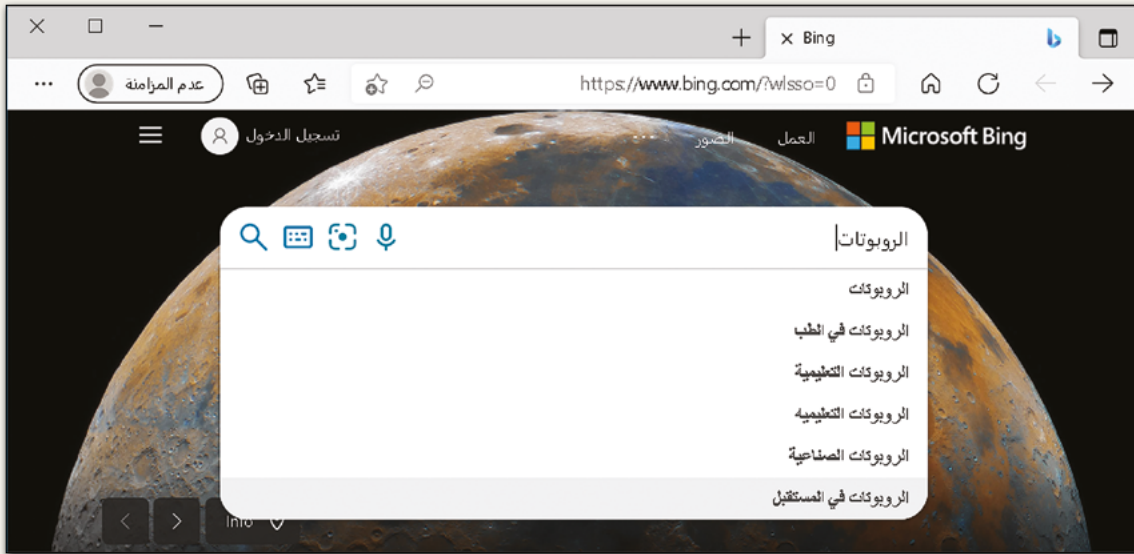 Bing
https://www.bing.com/?wlsso=0
عدم المزامنة
Microsoft Bing
العمل
الصور
...
تسجيل الدخول
الروبوتات
الروبوتات
الروبوتات في الطب
الروبوتات التعليمية
الروبوتات التعليميه
الروبوتات الصناعية
الروبوتات في المستقبل
Info